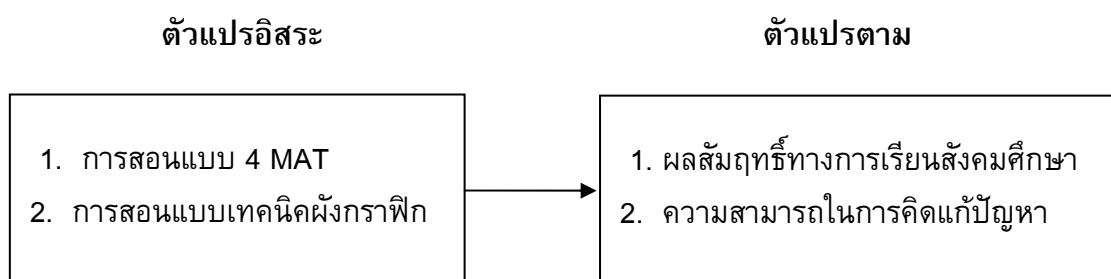 ตัวแปรอิสระ
ตัวแปรตาม
1. การสอนแบบ 4 MAT
2. การสอนแบบเทคนิคผังกราฟิก
1. ผลสัมฤทธิ์ทางการเรียนสังคมศึกษา
2. ความสามารถในการคิดแก้ปัญหา